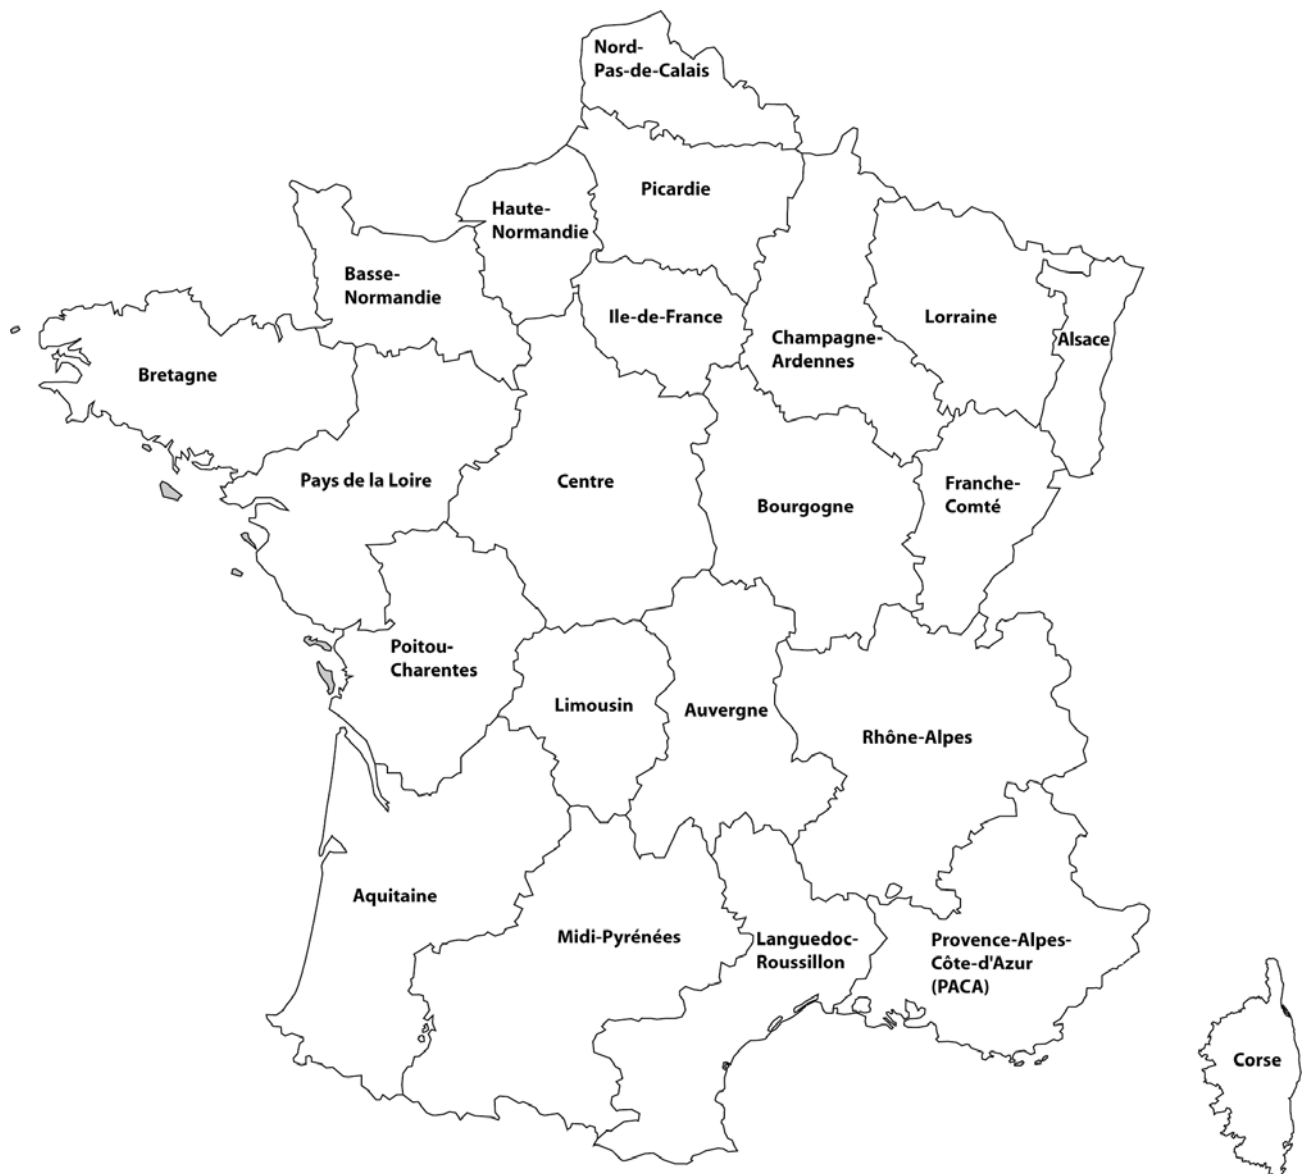 Nord-
Pas-de-Calais
Picardie
Haute-
Normandie
Basse-
Normandie
Ile-de-France
Champagne-
Ardennes
Lorraine
Alsace
Bretagne
Pays de la Loire
Centre
Bourgogne
Franche-
Comté
Poitou-
Charentes
Limousin
Auvergne
Rhône-Alpes
Aquitaine
Midi-Pyrénées
Languedoc-
Roussillon
Provence-Alpes-
Côte-d'Azur
(PACA)
Corse